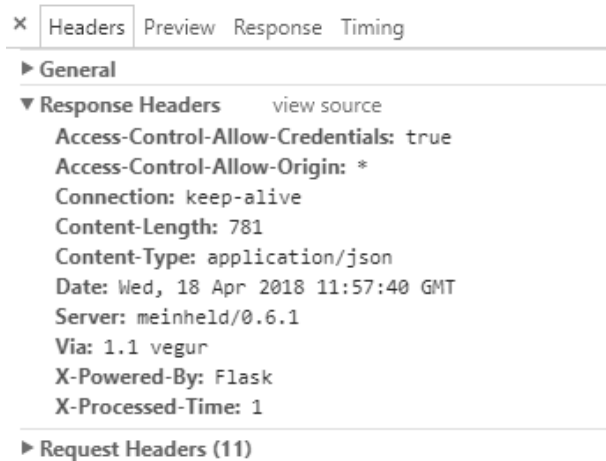 × Headers Preview Response Timing
▶ General
▼ Response Headers view source
Access-Control-Allow-Credentials: true
Access-Control-Allow-Origin: *
Connection: keep-alive
Content-Length: 781
Content-Type: application/json
Date: Wed, 18 Apr 2018 11:57:40 GMT
Server: meinheld/0.6.1
Via: 1.1 vegur
X-Powered-By: Flask
X-Processed-Time: 1
▶ Request Headers (11)